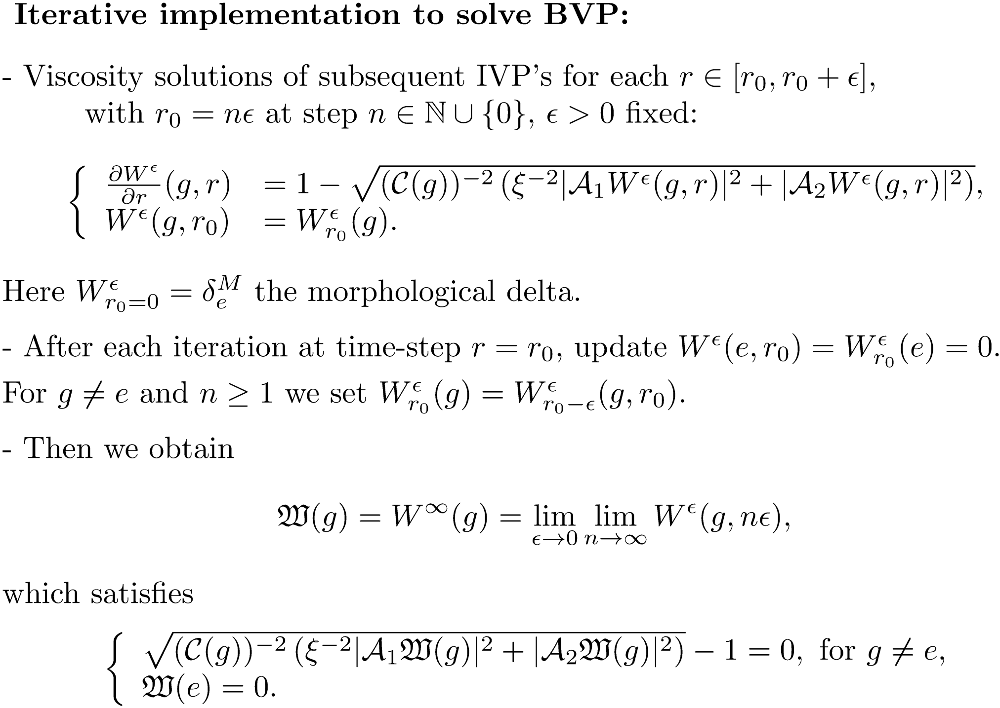 Iterative implementation to solve BVP:
- Viscosity solutions of subsequent IVP's for each $r \in [r_0, r_0 + \epsilon]$,
with $r_0 = n\epsilon$ at step $n \in \mathbb{N} \cup \{0\}$, $\epsilon > 0$ fixed:
$\begin{cases} \frac{\partial W^\epsilon}{\partial r}(g, r) & = 1 - \sqrt{(\mathcal{C}(g))^{-2} \left(\xi^{-2}|\mathcal{A}_1 W^\epsilon(g, r)|^2 + |\mathcal{A}_2 W^\epsilon(g, r)|^2\right)}, \\ W^\epsilon(g, r_0) & = W^\epsilon_{r_0}(g). \end{cases}$
Here $W^\epsilon_{r_0=0} = \delta^M_e$ the morphological delta.
- After each iteration at time-step $r = r_0$, update $W^\epsilon(e, r_0) = W^\epsilon_{r_0}(e) = 0$.
For $g \neq e$ and $n \geq 1$ we set $W^\epsilon_{r_0}(g) = W^\epsilon_{r_0-\epsilon}(g, r_0)$.
- Then we obtain
$\mathfrak{W}(g) = W^\infty(g) = \lim_{\epsilon \to 0} \lim_{n \to \infty} W^\epsilon(g, n\epsilon),$
which satisfies
$\begin{cases} \sqrt{(\mathcal{C}(g))^{-2} \left(\xi^{-2}|\mathcal{A}_1 \mathfrak{W}(g)|^2 + |\mathcal{A}_2 \mathfrak{W}(g)|^2\right)} - 1 = 0, \text{ for } g \neq e, \\ \mathfrak{W}(e) = 0. \end{cases}$